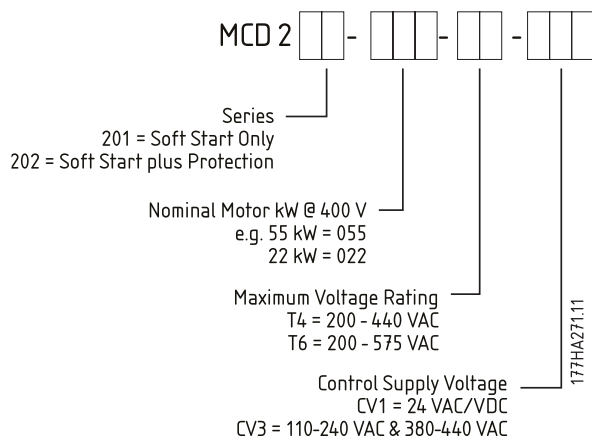 MCD 2 - - -
Series
201 = Soft Start Only
202 = Soft Start plus Protection
Nominal Motor kW @ 400 V
e.g. 55 kW = 055
22 kW = 022
Maximum Voltage Rating
T4 = 200 - 440 VAC
T6 = 200 - 575 VAC
Control Supply Voltage
CV1 = 24 VAC/VDC
CV3 = 110-240 VAC & 380-440 VAC
177HA271.11